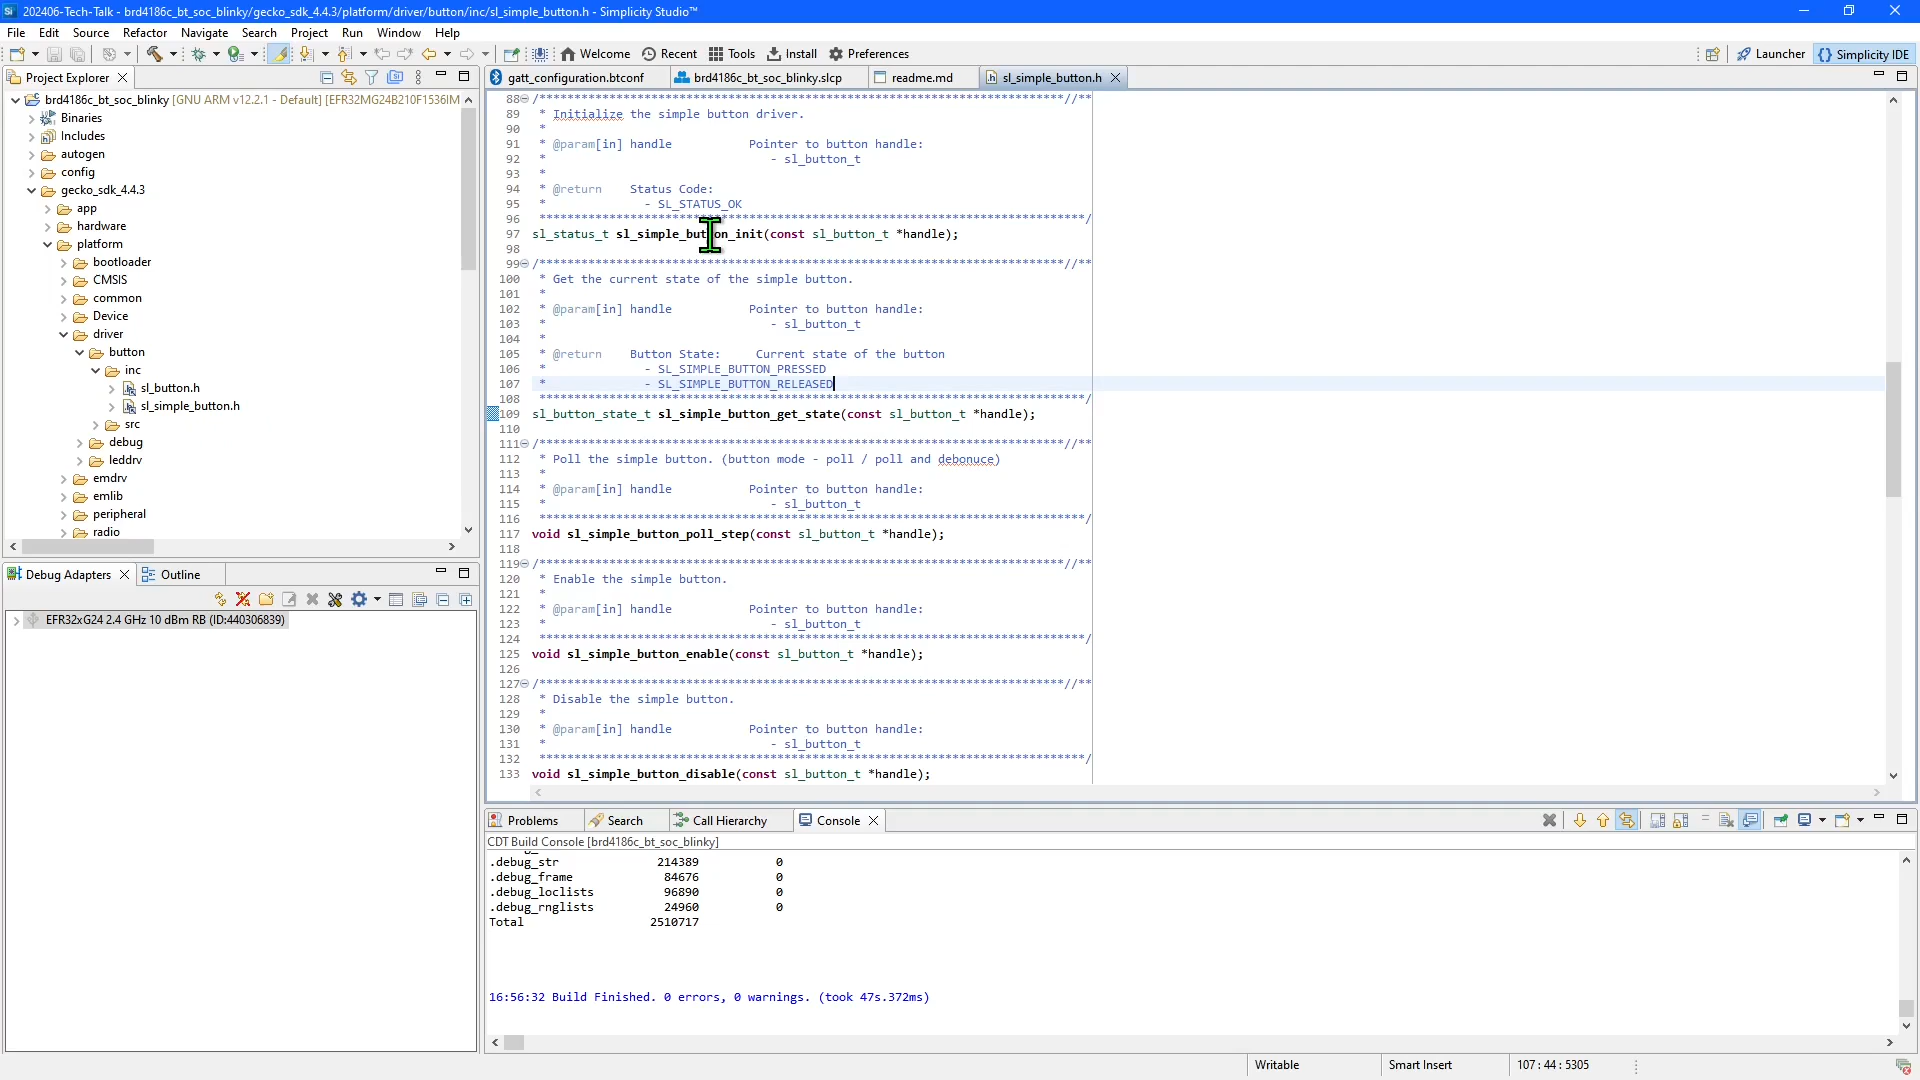 202406-Tech-Talk - brd4186c_bt_soc_blinky/gecko_sdk_4.4.3/platform/driver/button/inc/sl_simple_button.h - Simplicity Studio™
File Edit Source Refactor Navigate Search Project Run Window Help
Welcome Recent Tools Install Preferences Launcher Simplicity IDE
Project Explorer
brd4186c_bt_soc_blinky [GNU ARM v12.2.1 - Default] [EFR32MG24B210F1536IM
Binaries
Includes
autogen
config
gecko_sdk_4.4.3
app
hardware
platform
bootloader
CMSIS
common
Device
driver
button
inc
sl_button.h
sl_simple_button.h
src
debug
leddrv
emdrv
emlib
peripheral
radio
Debug Adapters Outline
EFR32xG24 2.4 GHz 10 dBm RB (ID:440306839)
gatt_configuration.btconf brd4186c_bt_soc_blinky.slcp readme.md sl_simple_button.h
88 /***************************************************************************//**
89 * Initialize the simple button driver.
90 *
91 * @param[in] handle Pointer to button handle:
92 * - sl_button_t
93 *
94 * @return Status Code:
95 * - SL_STATUS_OK
96 ******************************************************************************/
97 sl_status_t sl_simple_button_init(const sl_button_t *handle);
98
99 /***************************************************************************//**
100 * Get the current state of the simple button.
101 *
102 * @param[in] handle Pointer to button handle:
103 * - sl_button_t
104 *
105 * @return Button State: Current state of the button
106 * - SL_SIMPLE_BUTTON_PRESSED
107 * - SL_SIMPLE_BUTTON_RELEASED
108 ******************************************************************************/
109 sl_button_state_t sl_simple_button_get_state(const sl_button_t *handle);
110
111 /***************************************************************************//**
112 * Poll the simple button. (button mode - poll / poll and debonuce)
113 *
114 * @param[in] handle Pointer to button handle:
115 * - sl_button_t
116 ******************************************************************************/
117 void sl_simple_button_poll_step(const sl_button_t *handle);
118
119 /***************************************************************************//**
120 * Enable the simple button.
121 *
122 * @param[in] handle Pointer to button handle:
123 * - sl_button_t
124 ******************************************************************************/
125 void sl_simple_button_enable(const sl_button_t *handle);
126
127 /***************************************************************************//**
128 * Disable the simple button.
129 *
130 * @param[in] handle Pointer to button handle:
131 * - sl_button_t
132 ******************************************************************************/
133 void sl_simple_button_disable(const sl_button_t *handle);
Problems Search Call Hierarchy Console
CDT Build Console [brd4186c_bt_soc_blinky]
.debug_str 214389 0
.debug_frame 84676 0
.debug_loclists 96890 0
.debug_rnglists 24960 0
Total 2510717
16:56:32 Build Finished. 0 errors, 0 warnings. (took 47s.372ms)
Writable Smart Insert 107 : 44 : 5305